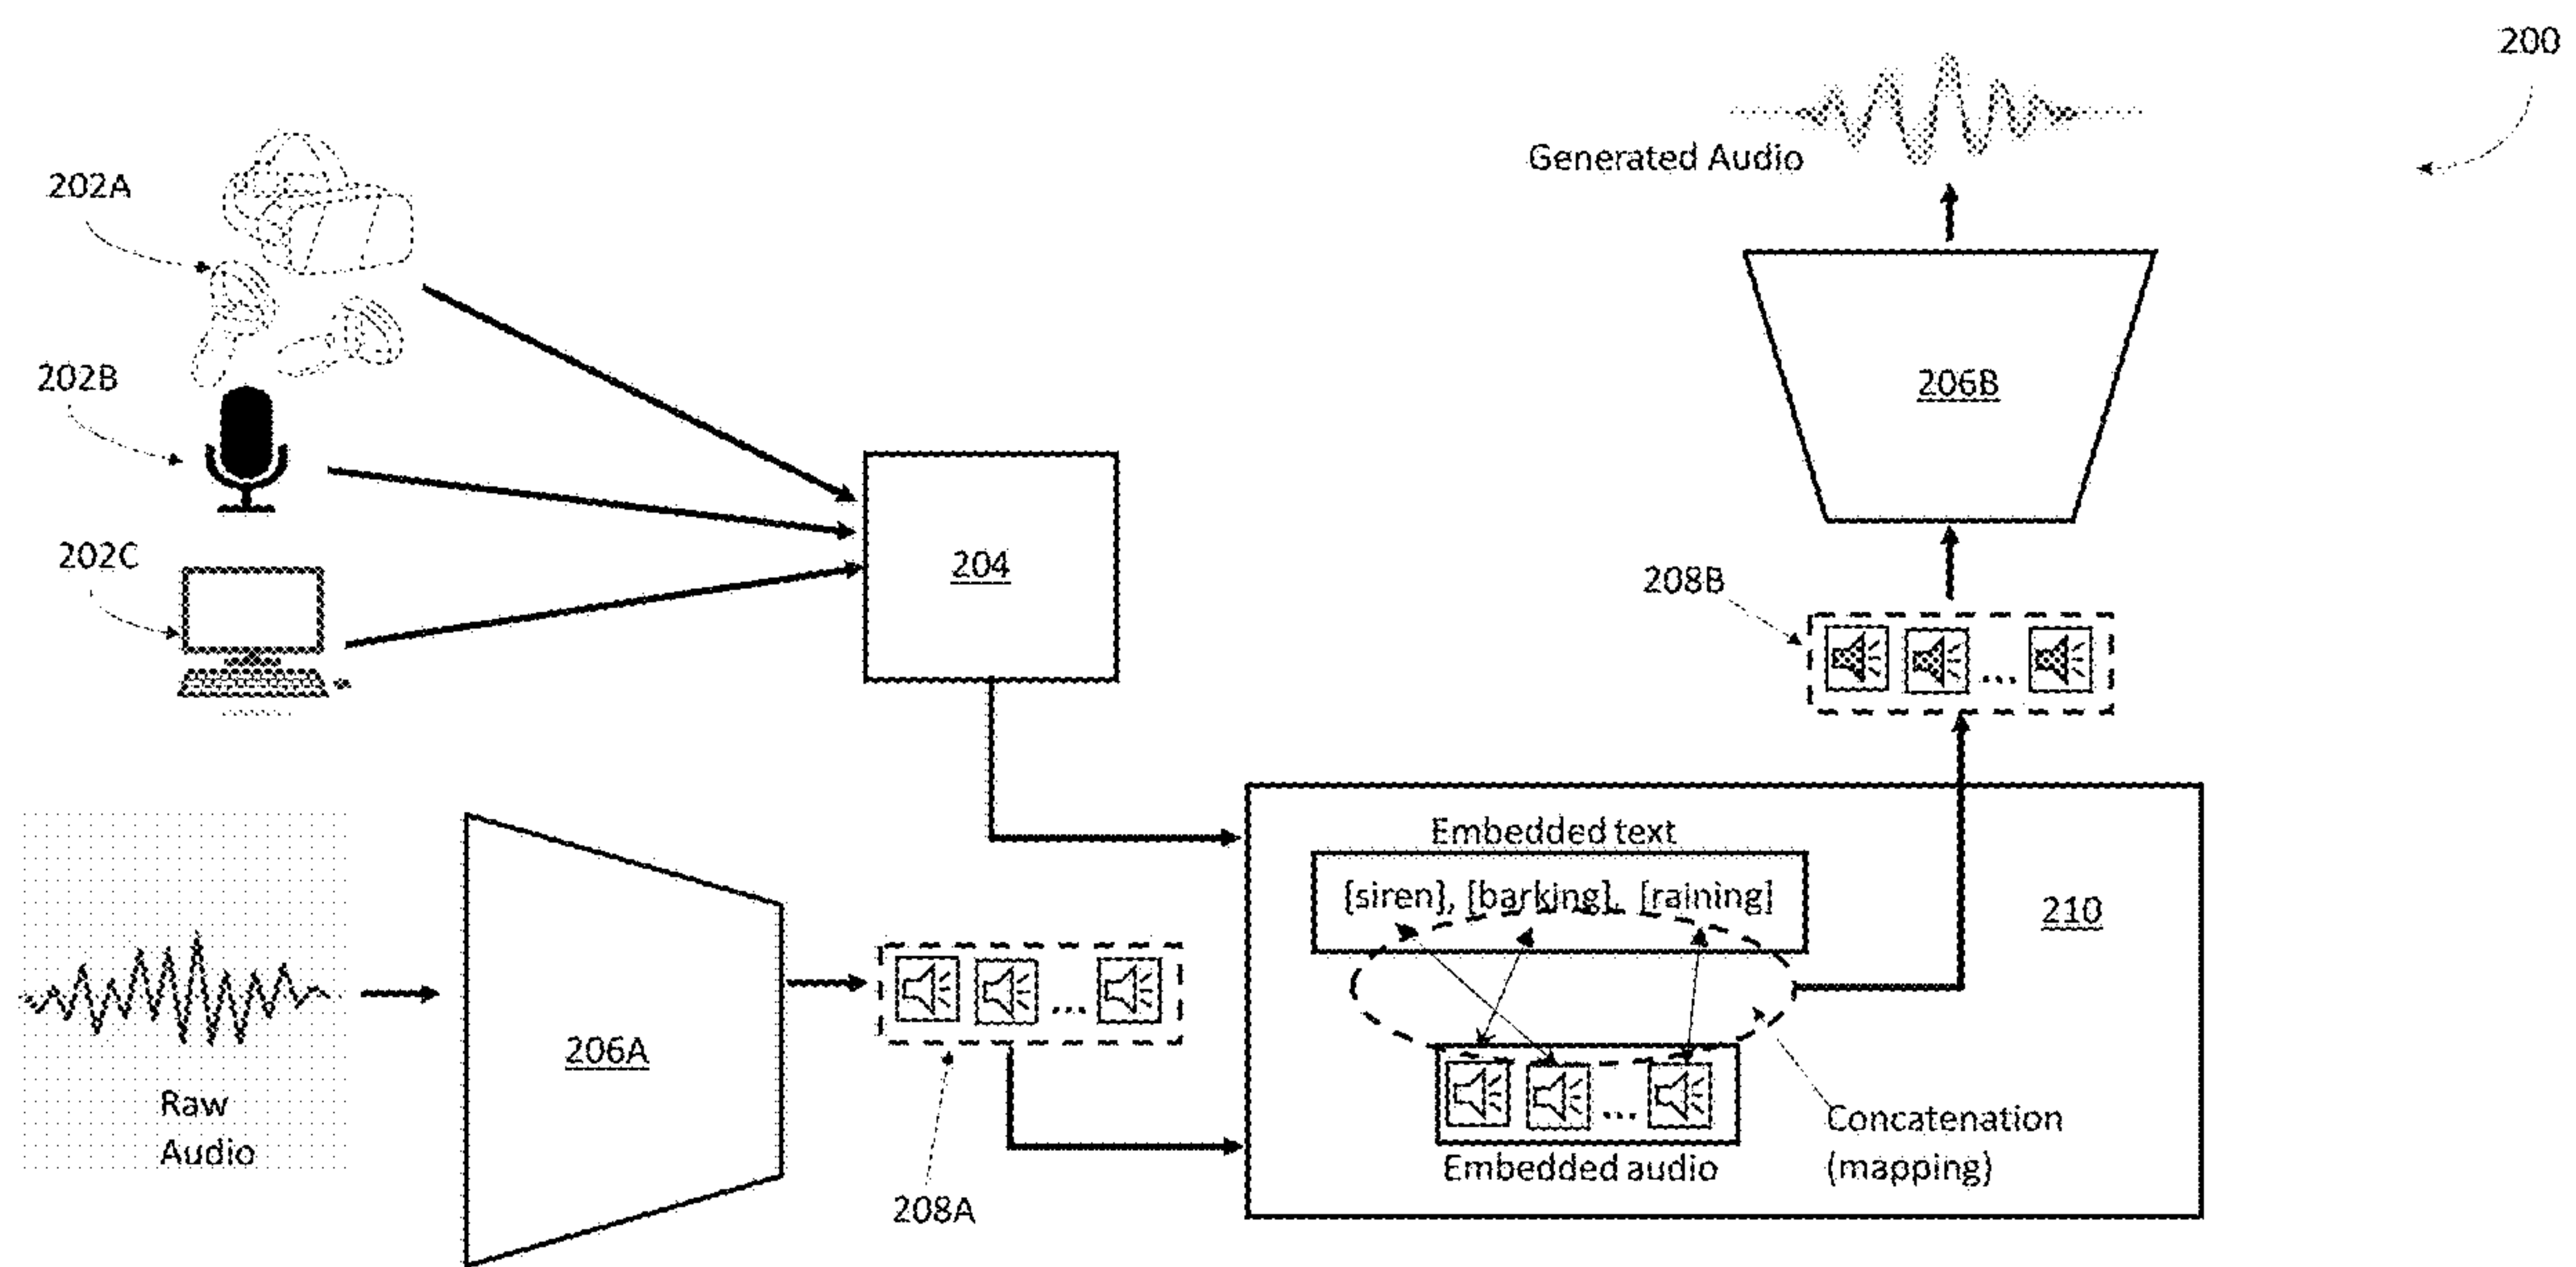 200
Generated Audio
202A
202B
206B
202C
204
208B
Embedded text
[siren], [barking], [raining]
210
206A
Raw
Audio
Concatenation
(mapping)
Embedded audio
208A